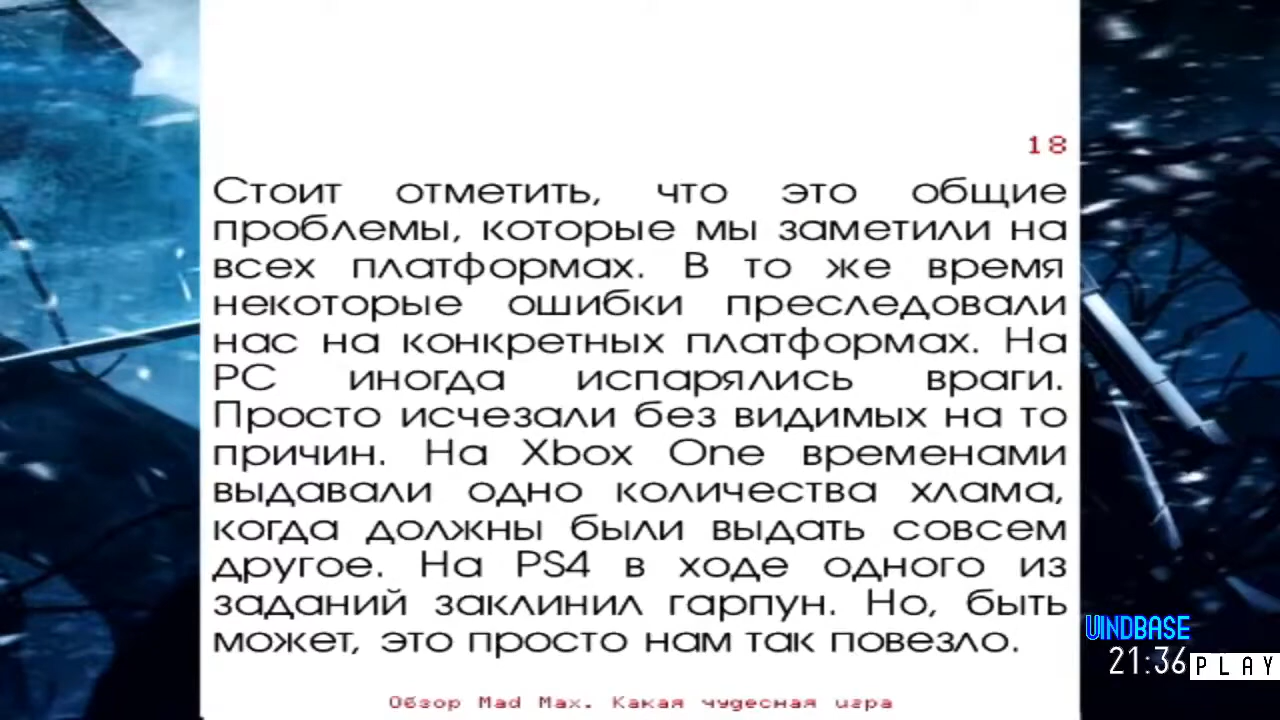 18
Стоит отметить, что это общие
проблемы, которые мы заметили на
всех платформах. В то же время
некоторые ошибки преследовали
нас на конкретных платформах. На
PC иногда испарялись враги.
Просто исчезали без видимых на то
причин. На Xbox One временами
выдавали одно количества хлама,
когда должны были выдать совсем
другое. На PS4 в ходе одного из
заданий заклинил гарпун. Но, быть
может, это просто нам так повезло.
UINDBASE
21:36 PLAY
Обзор Mad Max. Какая чудесная игра